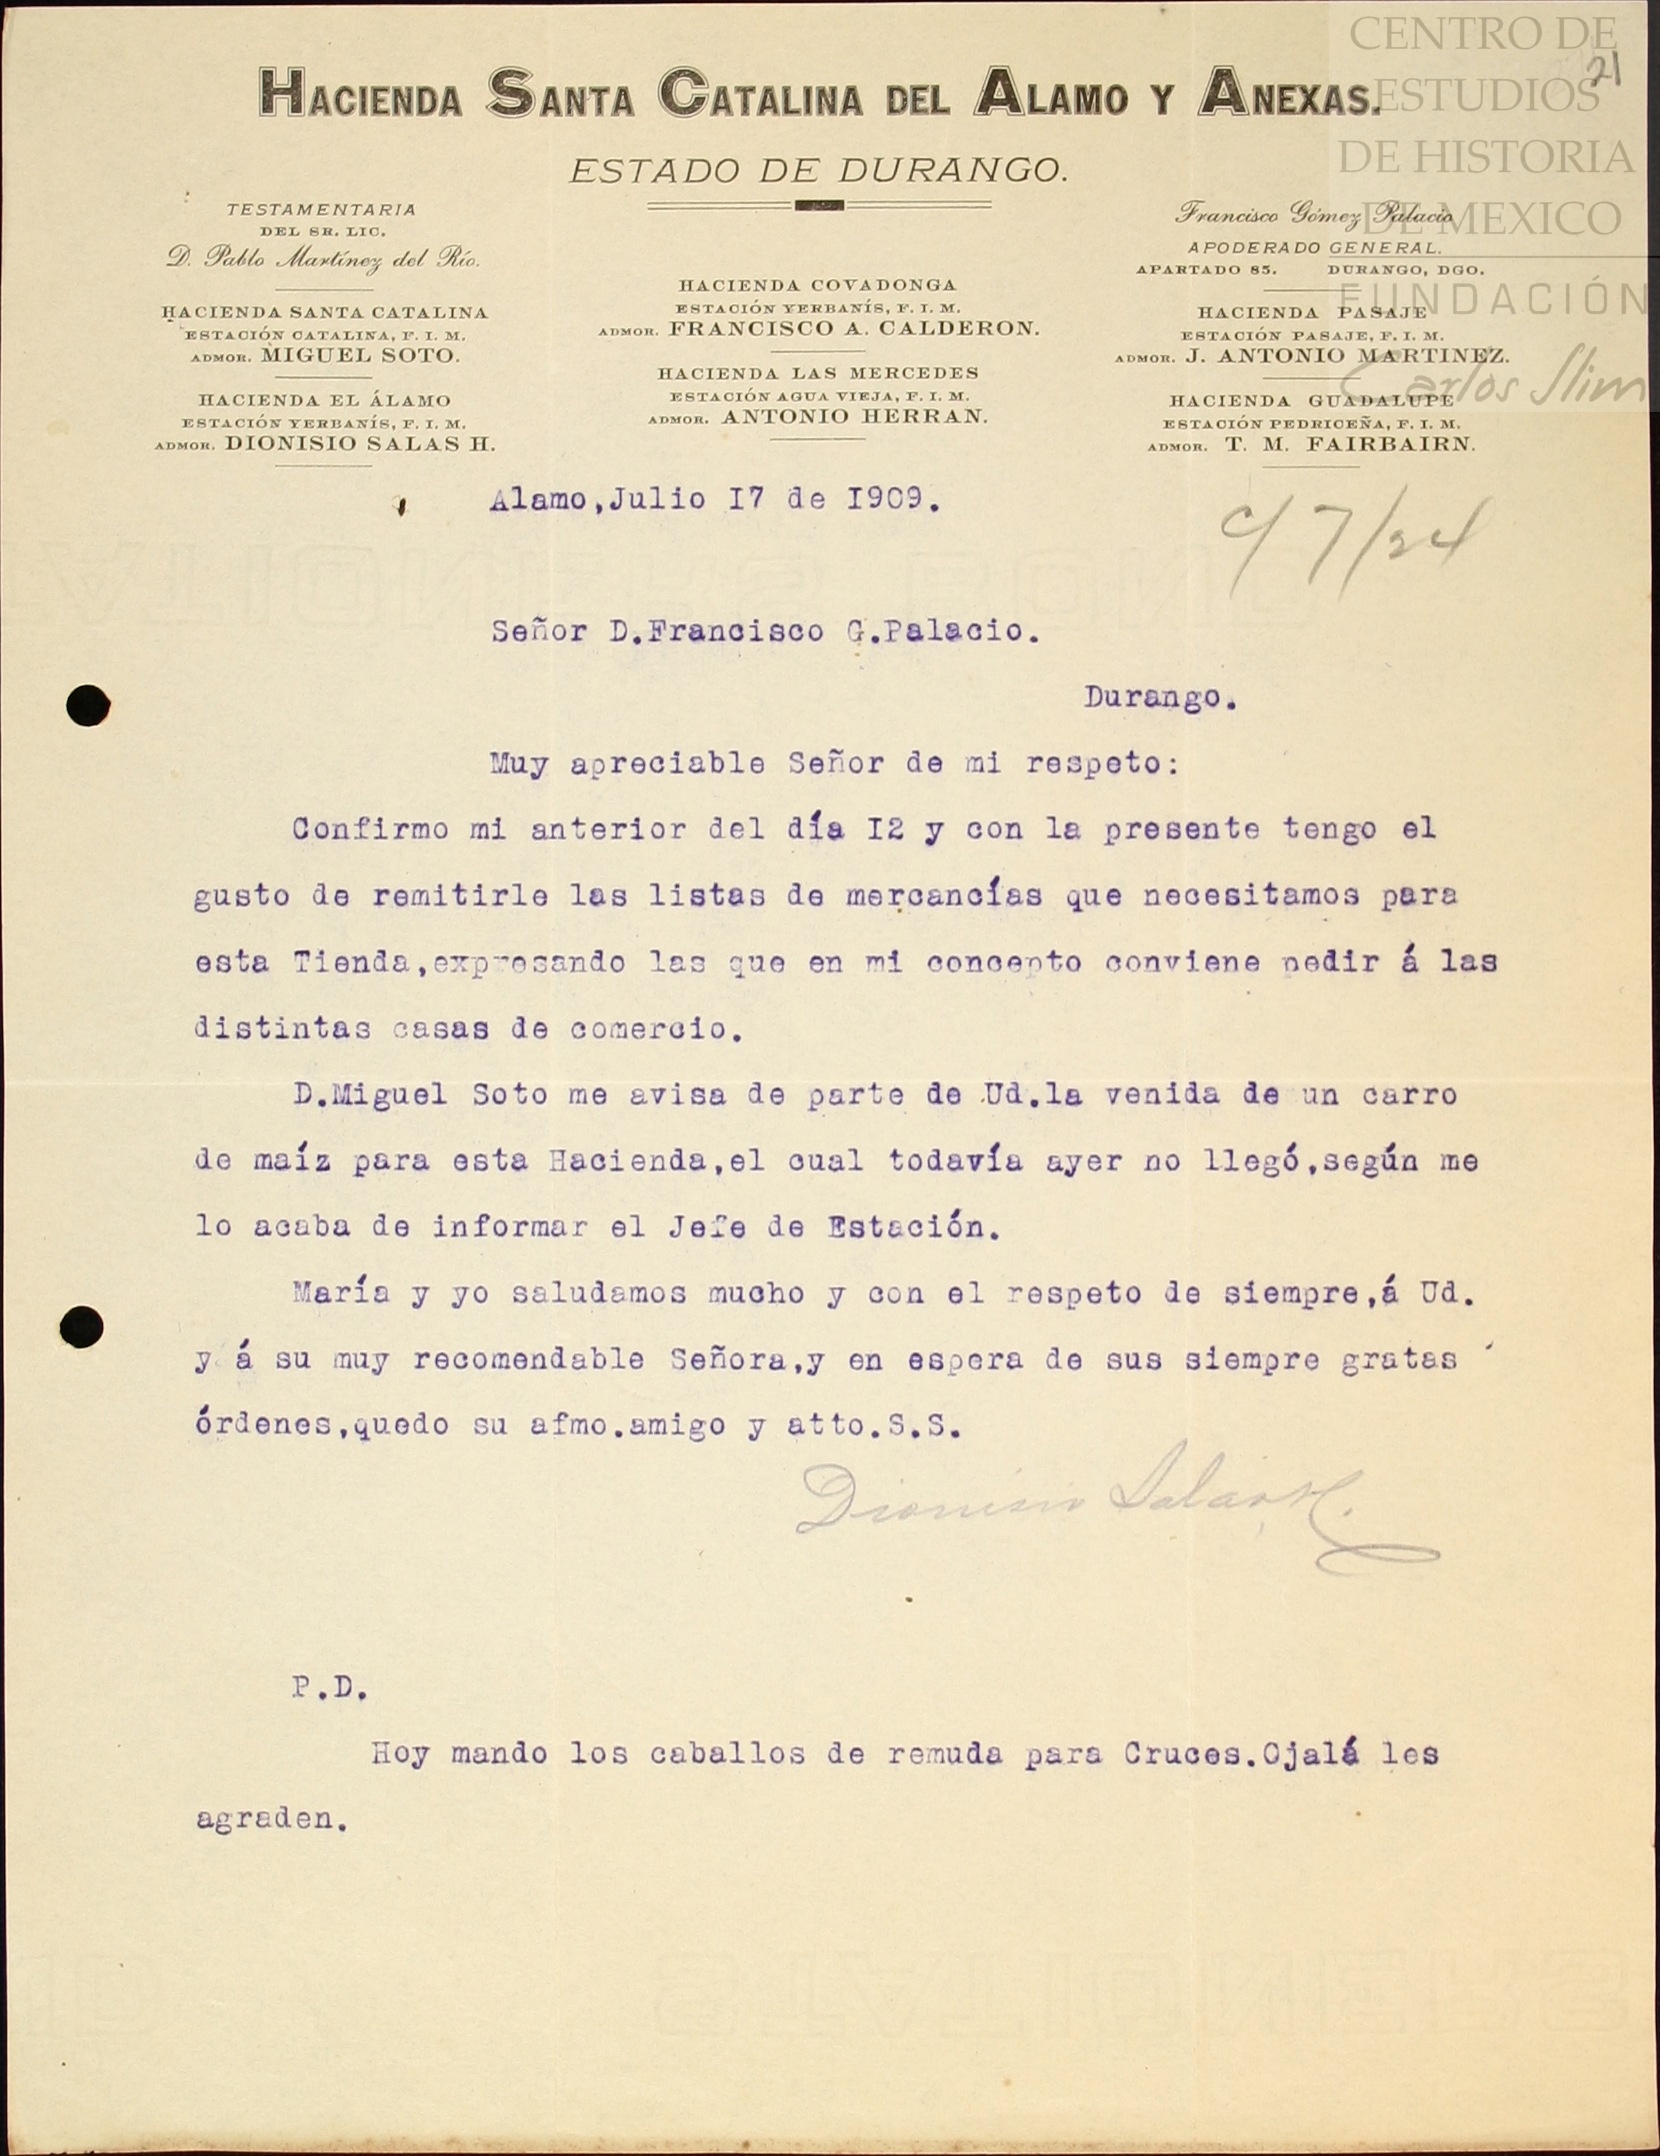 CENTRO DE
ESTUDIOS
DE HISTORIA
DE MEXICO
FUNDACIÓN
Carlos Slim
21
HACIENDA SANTA CATALINA DEL ALAMO Y ANEXAS.
ESTADO DE DURANGO.
TESTAMENTARIA
DEL SR. LIC.
D. Pablo Martínez del Río.
HACIENDA SANTA CATALINA
ESTACIÓN CATALINA, F. I. M.
ADMOR. MIGUEL SOTO.
HACIENDA EL ÁLAMO
ESTACIÓN YERBANÍS, F. I. M.
ADMOR. DIONISIO SALAS H.
HACIENDA COVADONGA
ESTACIÓN YERBANÍS, F. I. M.
ADMOR. FRANCISCO A. CALDERON.
HACIENDA LAS MERCEDES
ESTACIÓN AGUA VIEJA, F. I. M.
ADMOR. ANTONIO HERRAN.
Francisco Gómez Palacio
APODERADO GENERAL.
APARTADO 85. DURANGO, DGO.
HACIENDA PASAJE
ESTACIÓN PASAJE, F. I. M.
ADMOR. J. ANTONIO MARTINEZ.
HACIENDA GUADALUPE
ESTACIÓN PEDRICEÑA, F. I. M.
ADMOR. T. M. FAIRBAIRN.
Alamo,Julio I7 de I909.
c/ 7/24
Señor D.Francisco G.Palacio.
Durango.
Muy apreciable Señor de mi respeto:
Confirmo mi anterior del día I2 y con la presente tengo el
gusto de remitirle las listas de mercancías que necesitamos para
esta Tienda,expresando las que en mi concepto conviene pedir á las
distintas casas de comercio.
D.Miguel Soto me avisa de parte de Ud.la venida de un carro
de maíz para esta Hacienda,el cual todavía ayer no llegó,según me
lo acaba de informar el Jefe de Estación.
María y yo saludamos mucho y con el respeto de siempre,á Ud.
y á su muy recomendable Señora,y en espera de sus siempre gratas
órdenes,quedo su afmo.amigo y atto.S.S.
Dionisio Salas H.
P.D.
Hoy mando los caballos de remuda para Cruces.Ojalá les
agraden.